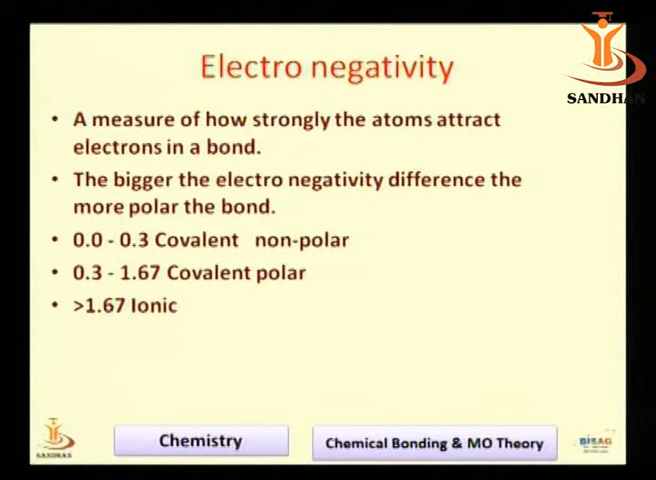 Electro negativity
SANDHAN
• A measure of how strongly the atoms attract
electrons in a bond.
• The bigger the electro negativity difference the
more polar the bond.
• 0.0 - 0.3 Covalent non-polar
• 0.3 - 1.67 Covalent polar
• >1.67 Ionic
SANDHAN
Chemistry
Chemical Bonding & MO Theory
BISAG